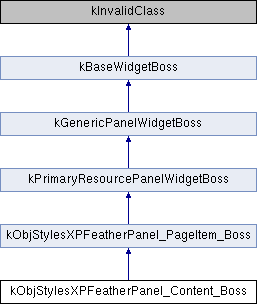 kInvalidClass
kBaseWidgetBoss
kGenericPanelWidgetBoss
kPrimaryResourcePanelWidgetBoss
kObjStylesXPFeatherPanel_PageItem_Boss
kObjStylesXPFeatherPanel_Content_Boss